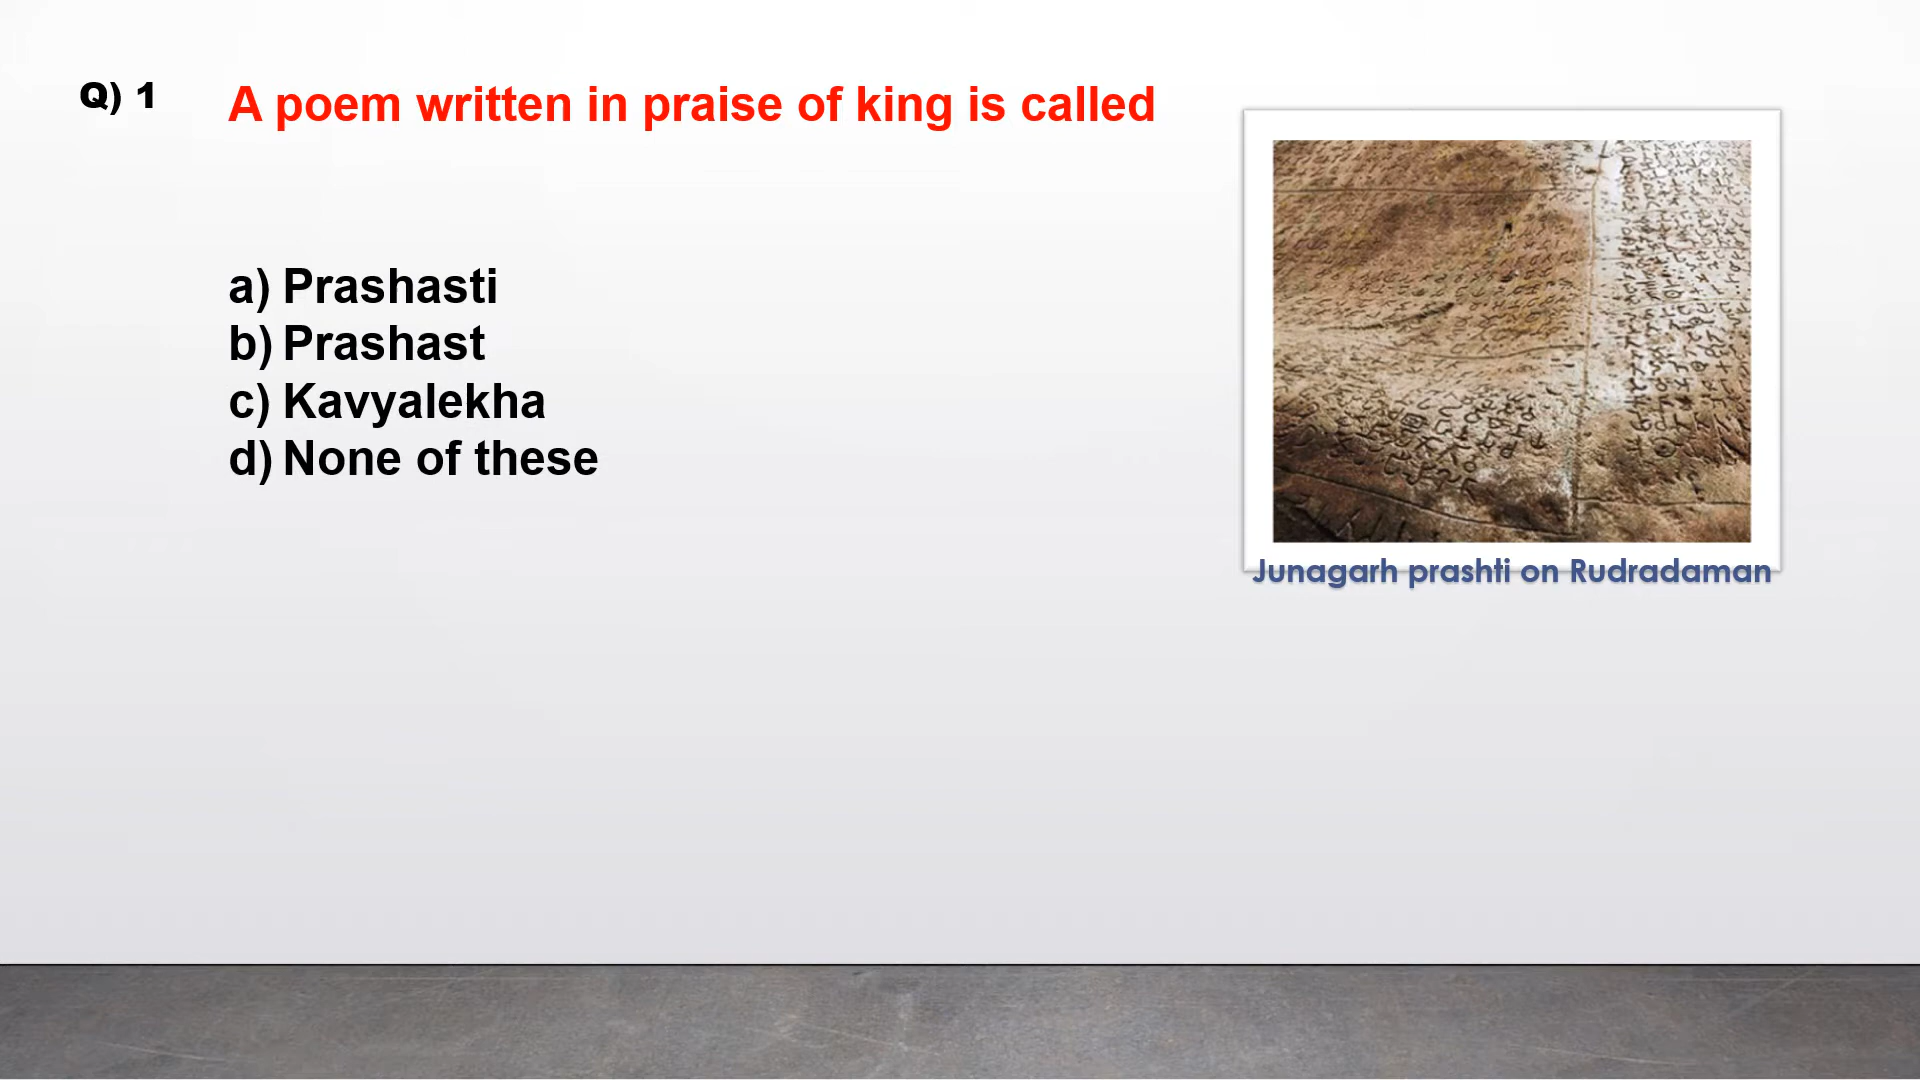 Q) 1 A poem written in praise of king is called
a) Prashasti
b) Prashast
c) Kavyalekha
d) None of these
Junagarh prashti on Rudradaman